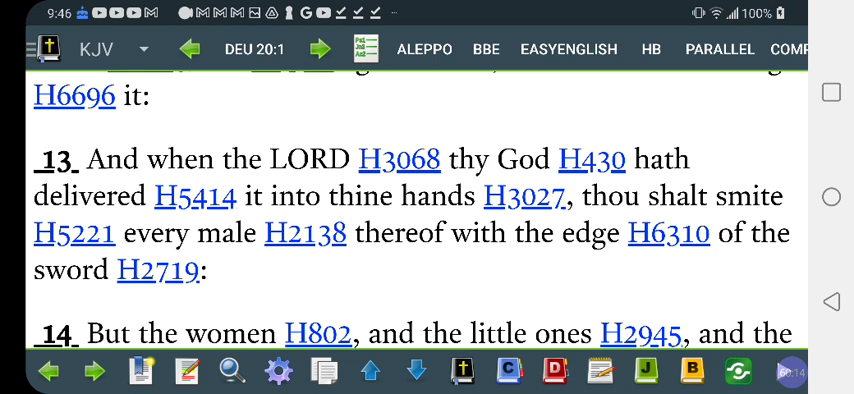 9:46 100%
KJV DEU 20:1 ALEPPO BBE EASYENGLISH HB PARALLEL COMP
H6696 it:
13 And when the LORD H3068 thy God H430 hath
delivered H5414 it into thine hands H3027, thou shalt smite
H5221 every male H2138 thereof with the edge H6310 of the
sword H2719:
14 But the women H802, and the little ones H2945, and the
C D J B 60:14